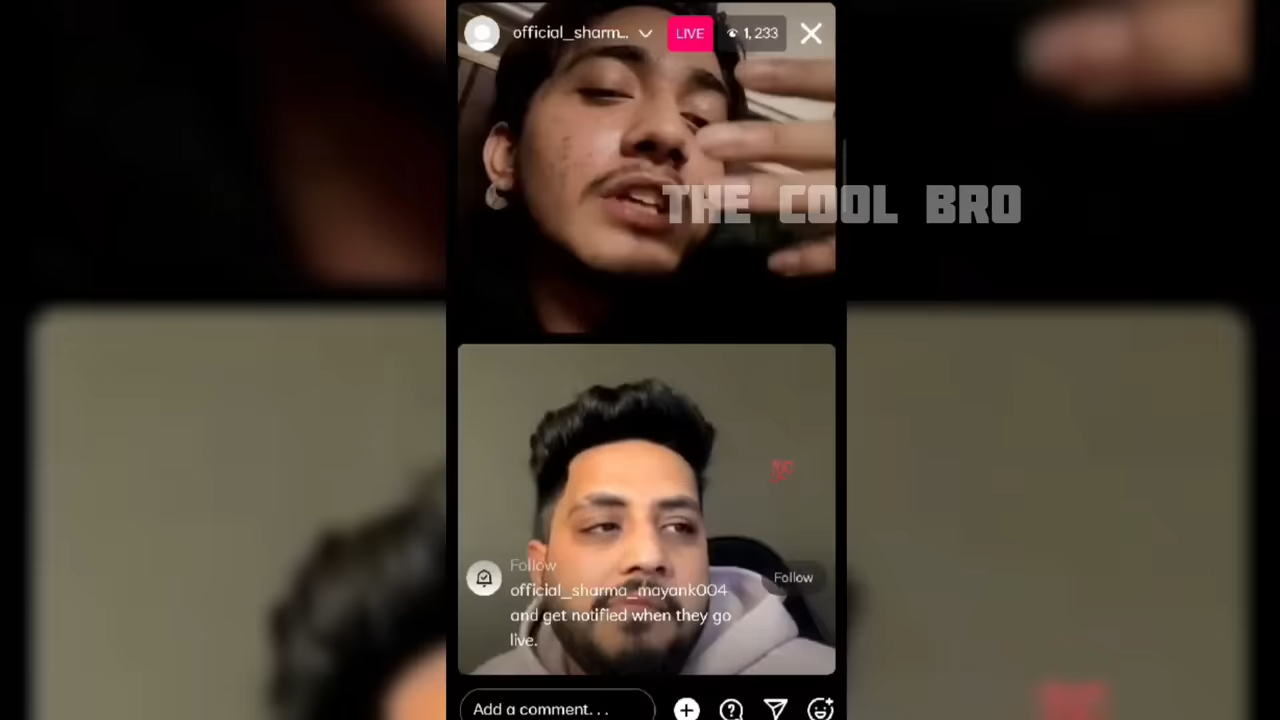 official_sharm...
LIVE
1,233
THE COOL BRO
💯
Follow
official_sharma_mayank004
and get notified when they go
live.
Follow
Add a comment...